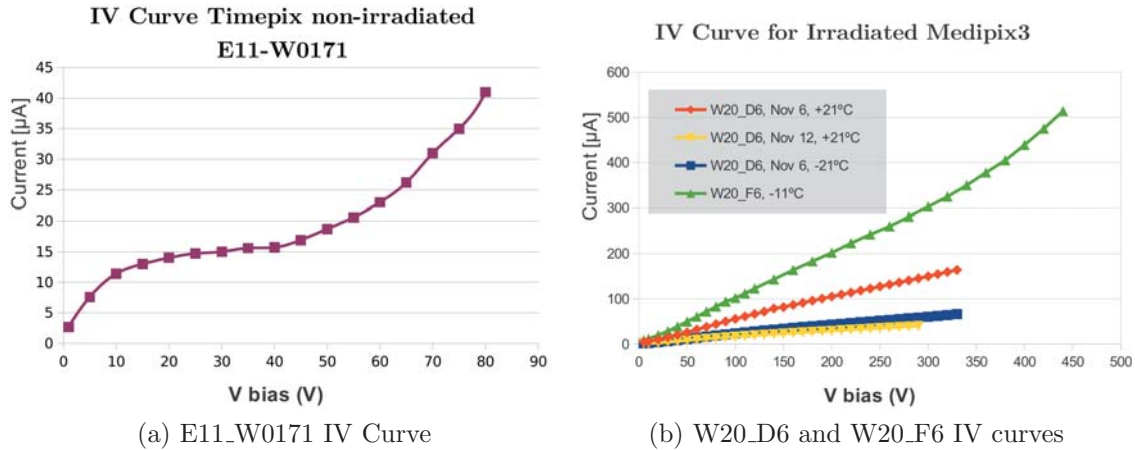 IV Curve Timepix non-irradiated
E11-W0171
Current [µA]
45
40
35
30
25
20
15
10
5
0
0 10 20 30 40 50 60 70 80 90
V bias (V)
(a) E11_W0171 IV Curve
IV Curve for Irradiated Medipix3
Current [µA]
600
500
400
300
200
100
0
W20_D6, Nov 6, +21ºC
W20_D6, Nov 12, +21ºC
W20_D6, Nov 6, -21ºC
W20_F6, -11ºC
0 50 100 150 200 250 300 350 400 450 500
V bias (V)
(b) W20_D6 and W20_F6 IV curves